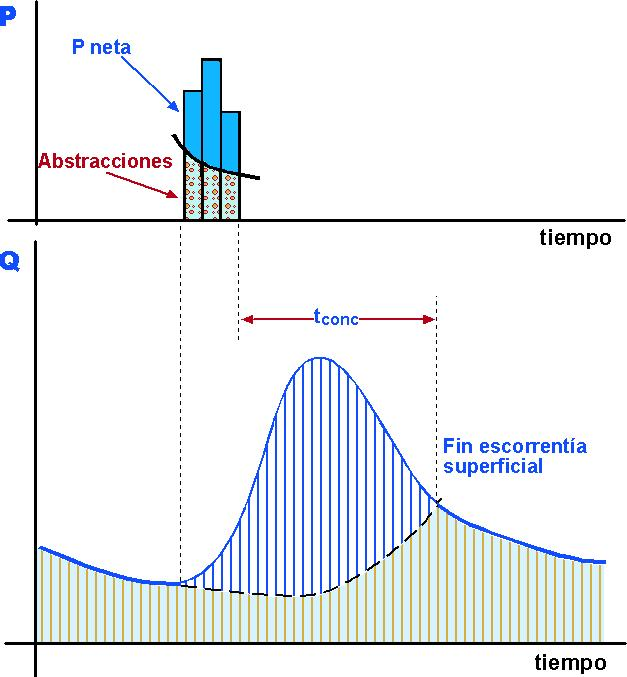 P
P neta
Abstracciones
tiempo
Q
tconc
Fin escorrentía
superficial
tiempo